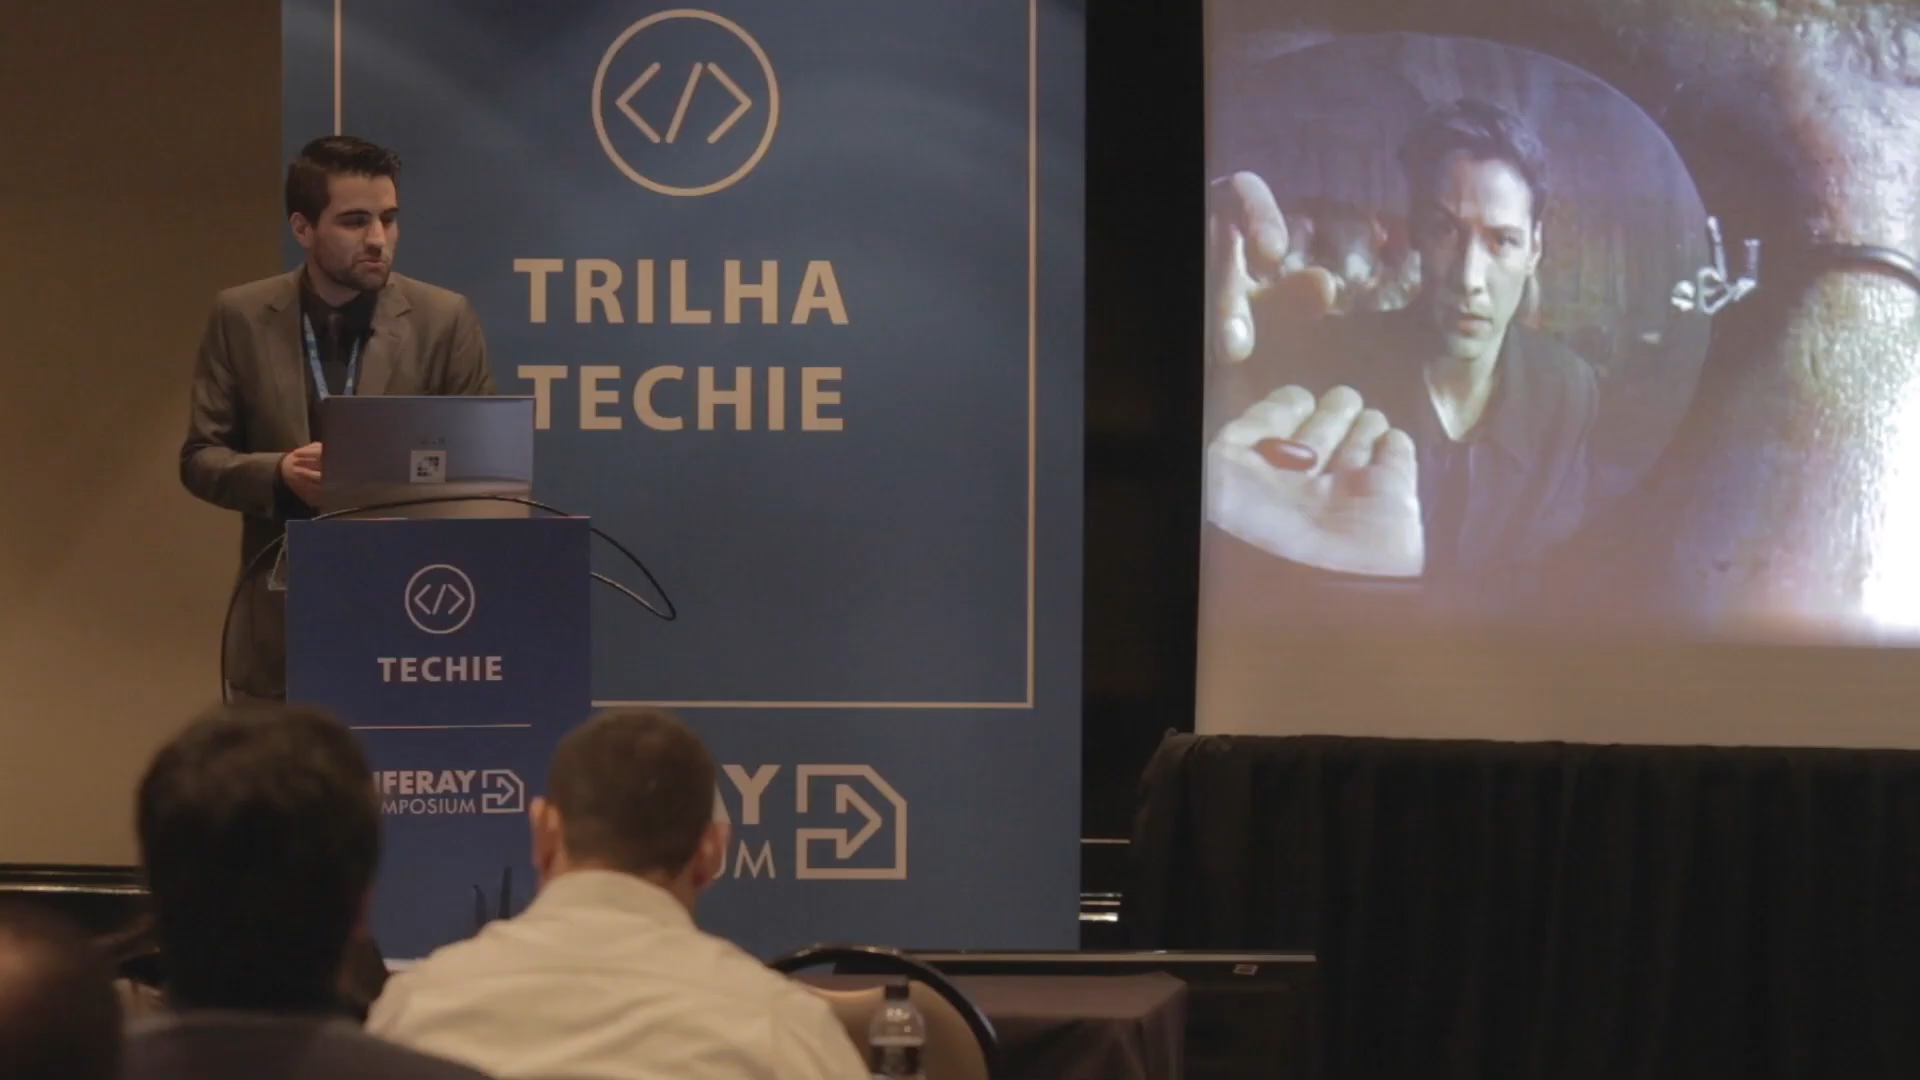 </>
TRILHA
TECHIE
</>
TECHIE
IFERAY
MPOSIUM
AY
UM